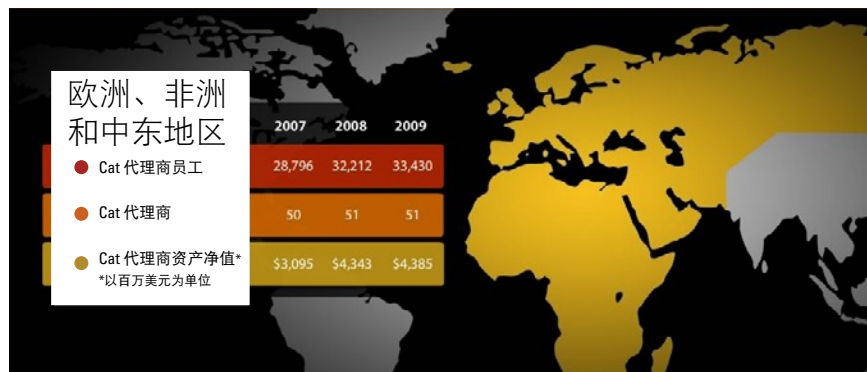 欧洲、非洲
和中东地区
2007 2008 2009
Cat 代理商员工 28,796 32,212 33,430
Cat 代理商 50 51 51
Cat 代理商资产净值* $3,095 $4,343 $4,385
*以百万美元为单位